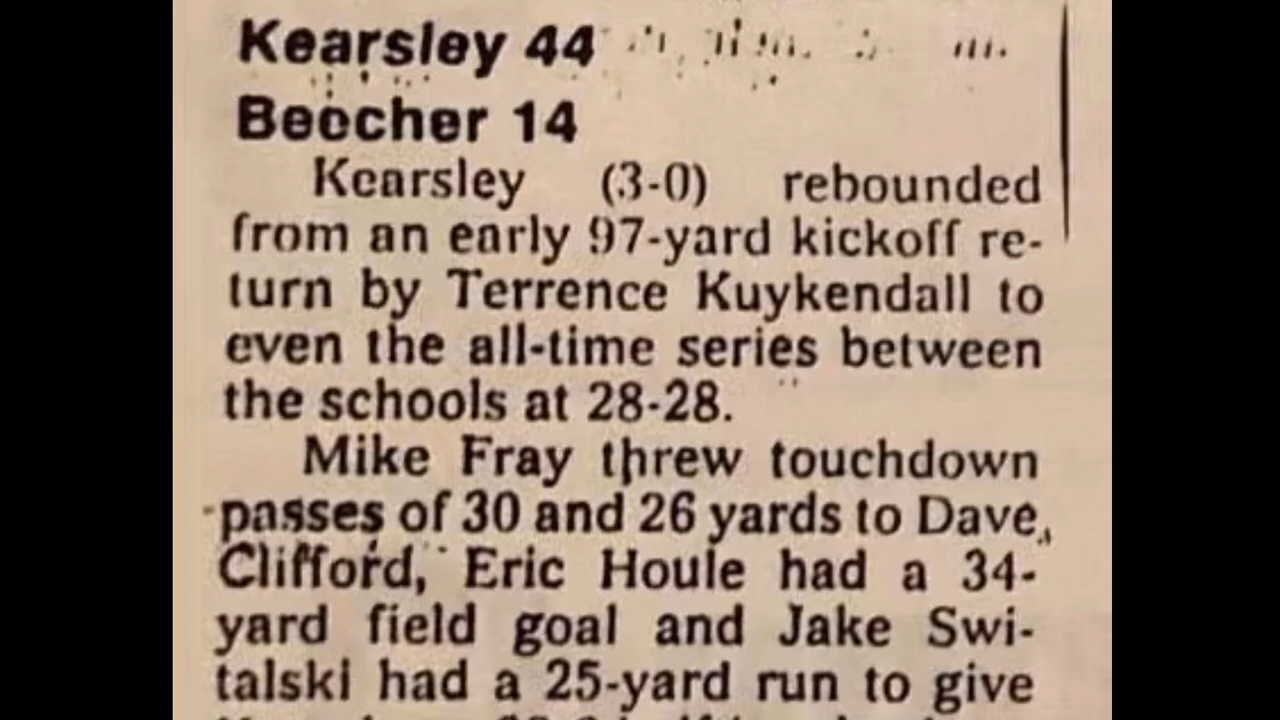 Kearsley 44
Beecher 14
Kearsley (3-0) rebounded
from an early 97-yard kickoff re-
turn by Terrence Kuykendall to
even the all-time series between
the schools at 28-28.
Mike Fray threw touchdown
passes of 30 and 26 yards to Dave
Clifford, Eric Houle had a 34-
yard field goal and Jake Swi-
talski had a 25-yard run to give